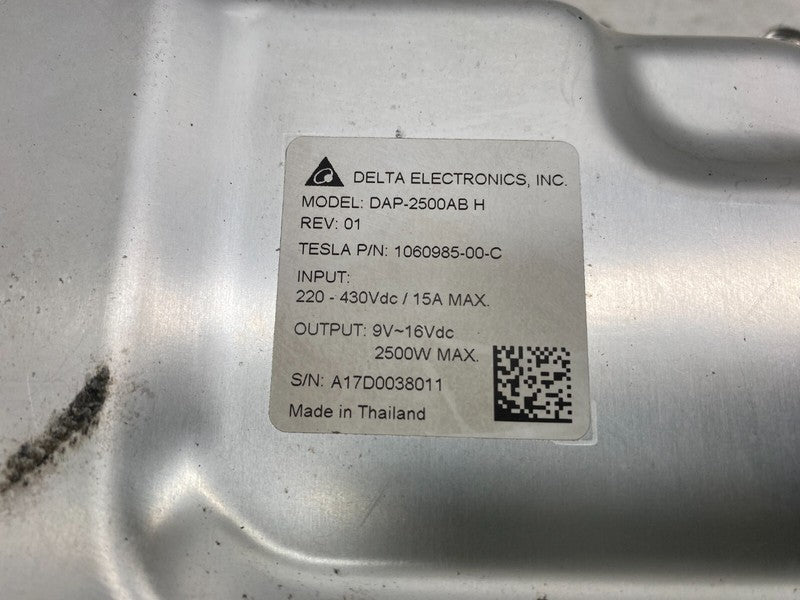 DELTA ELECTRONICS, INC.
MODEL: DAP-2500AB H
REV: 01
TESLA P/N: 1060985-00-C
INPUT:
220 - 430Vdc / 15A MAX.
OUTPUT: 9V~16Vdc
2500W MAX.
S/N: A17D0038011
Made in Thailand